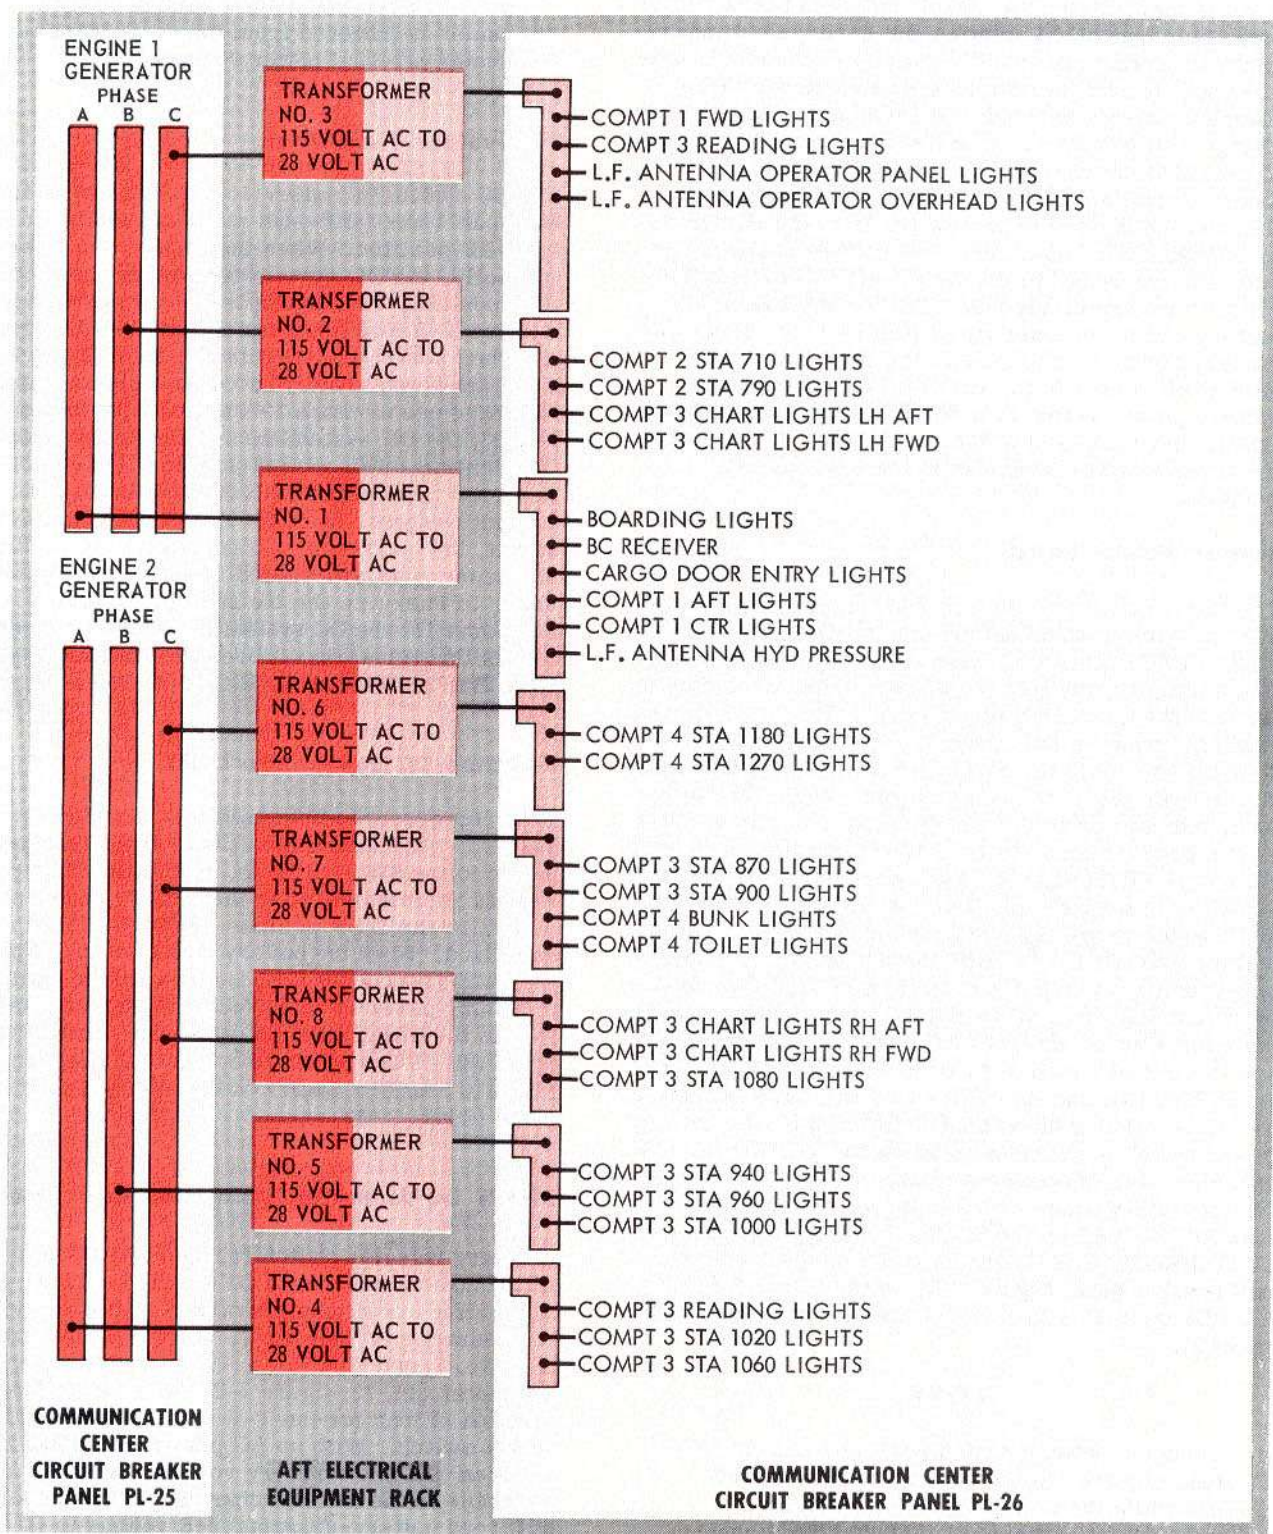 ENGINE 1
GENERATOR
PHASE
A B C
TRANSFORMER
NO. 3
115 VOLT AC TO
28 VOLT AC
COMPT 1 FWD LIGHTS
COMPT 3 READING LIGHTS
L.F. ANTENNA OPERATOR PANEL LIGHTS
L.F. ANTENNA OPERATOR OVERHEAD LIGHTS
TRANSFORMER
NO. 2
115 VOLT AC TO
28 VOLT AC
COMPT 2 STA 710 LIGHTS
COMPT 2 STA 790 LIGHTS
COMPT 3 CHART LIGHTS LH AFT
COMPT 3 CHART LIGHTS LH FWD
TRANSFORMER
NO. 1
115 VOLT AC TO
28 VOLT AC
BOARDING LIGHTS
BC RECEIVER
CARGO DOOR ENTRY LIGHTS
COMPT 1 AFT LIGHTS
COMPT 1 CTR LIGHTS
L.F. ANTENNA HYD PRESSURE
ENGINE 2
GENERATOR
PHASE
A B C
TRANSFORMER
NO. 6
115 VOLT AC TO
28 VOLT AC
COMPT 4 STA 1180 LIGHTS
COMPT 4 STA 1270 LIGHTS
TRANSFORMER
NO. 7
115 VOLT AC TO
28 VOLT AC
COMPT 3 STA 870 LIGHTS
COMPT 3 STA 900 LIGHTS
COMPT 4 BUNK LIGHTS
COMPT 4 TOILET LIGHTS
TRANSFORMER
NO. 8
115 VOLT AC TO
28 VOLT AC
COMPT 3 CHART LIGHTS RH AFT
COMPT 3 CHART LIGHTS RH FWD
COMPT 3 STA 1080 LIGHTS
TRANSFORMER
NO. 5
115 VOLT AC TO
28 VOLT AC
COMPT 3 STA 940 LIGHTS
COMPT 3 STA 960 LIGHTS
COMPT 3 STA 1000 LIGHTS
TRANSFORMER
NO. 4
115 VOLT AC TO
28 VOLT AC
COMPT 3 READING LIGHTS
COMPT 3 STA 1020 LIGHTS
COMPT 3 STA 1060 LIGHTS
COMMUNICATION
CENTER
CIRCUIT BREAKER
PANEL PL-25
AFT ELECTRICAL
EQUIPMENT RACK
COMMUNICATION CENTER
CIRCUIT BREAKER PANEL PL-26